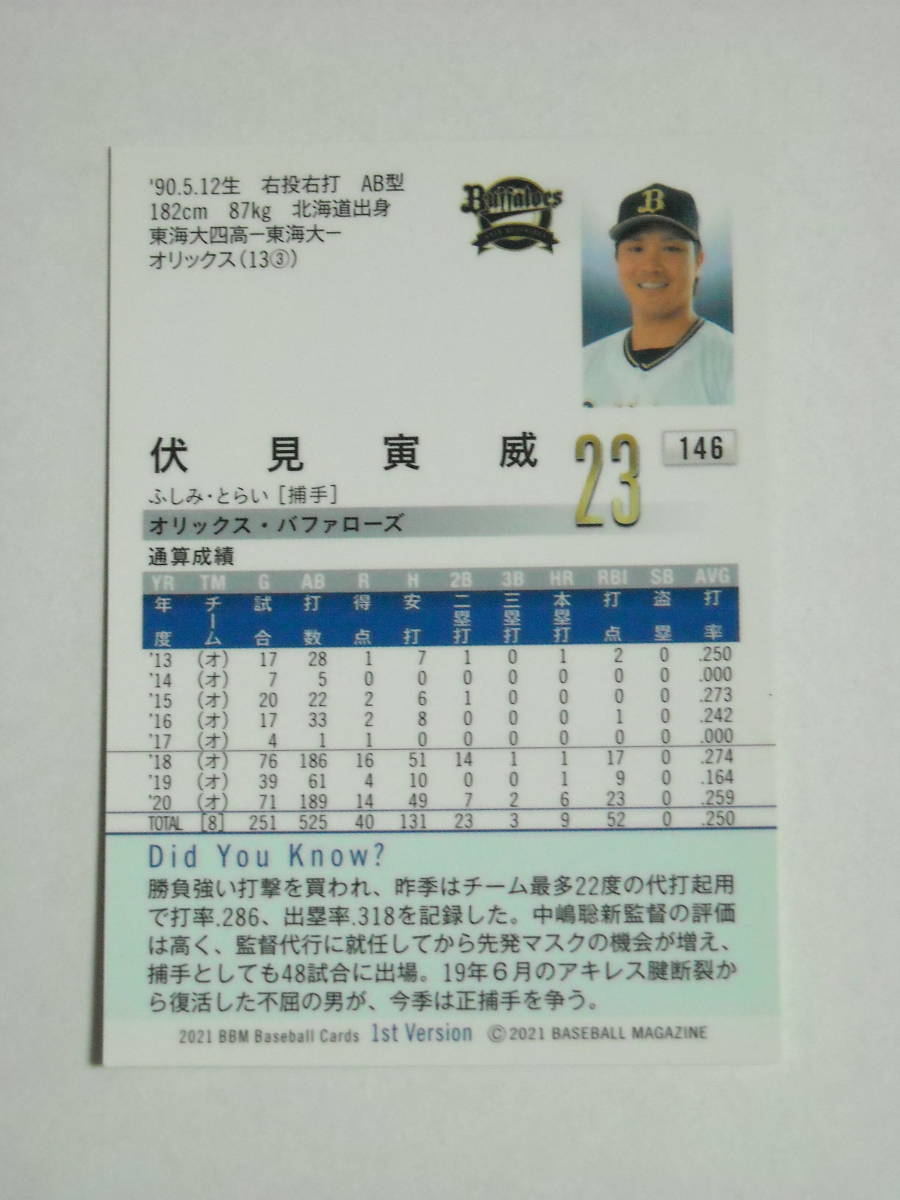 '90.5.12生 右投右打 AB型
182cm 87kg 北海道出身
東海大四高ー東海大ー
オリックス(13③)
Buffaloes
B
伏見寅威
23
146
ふしみ・とらい [捕手]
オリックス・バファローズ
通算成績
YR TM G AB R H 2B 3B HR RBI SB AVG
年度 チーム 試合 打数 得点 安打 二塁打 三塁打 本塁打 打点 盗塁 打率
'13 (オ) 17 28 1 7 1 0 1 2 0 .250
'14 (オ) 7 5 0 0 0 0 0 0 0 .000
'15 (オ) 20 22 2 6 1 0 0 0 0 .273
'16 (オ) 17 33 2 8 0 0 0 1 0 .242
'17 (オ) 4 1 1 0 0 0 0 0 0 .000
'18 (オ) 76 186 16 51 14 1 1 17 0 .274
'19 (オ) 39 61 4 10 0 0 1 9 0 .164
'20 (オ) 71 189 14 49 7 2 6 23 0 .259
TOTAL [8] 251 525 40 131 23 3 9 52 0 .250
Did You Know?
勝負強い打撃を買われ、昨季はチーム最多22度の代打起用
で打率.286、出塁率.318を記録した。中嶋聡新監督の評価
は高く、監督代行に就任してから先発マスクの機会が増え、
捕手としても48試合に出場。19年6月のアキレス腱断裂か
ら復活した不屈の男が、今季は正捕手を争う。
2021 BBM Baseball Cards 1st Version ©2021 BASEBALL MAGAZINE